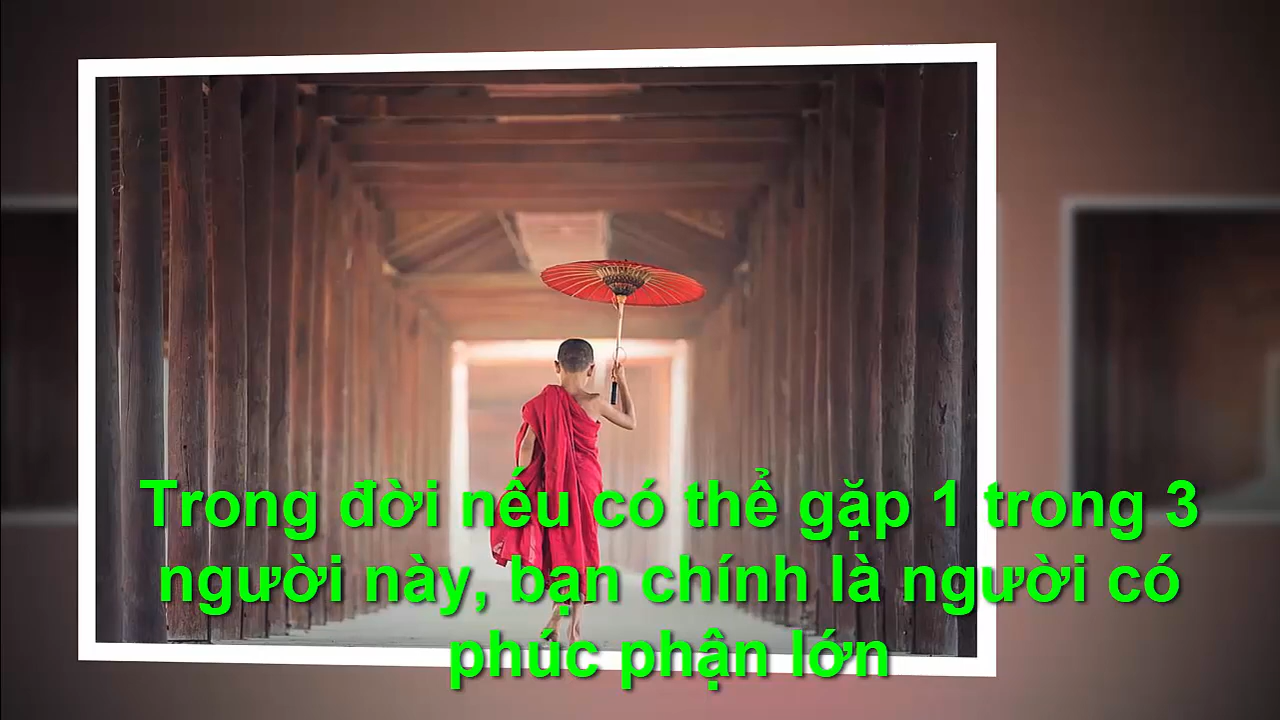 Trong đời nếu có thể gặp 1 trong 3
người này, bạn chính là người có
phúc phận lớn